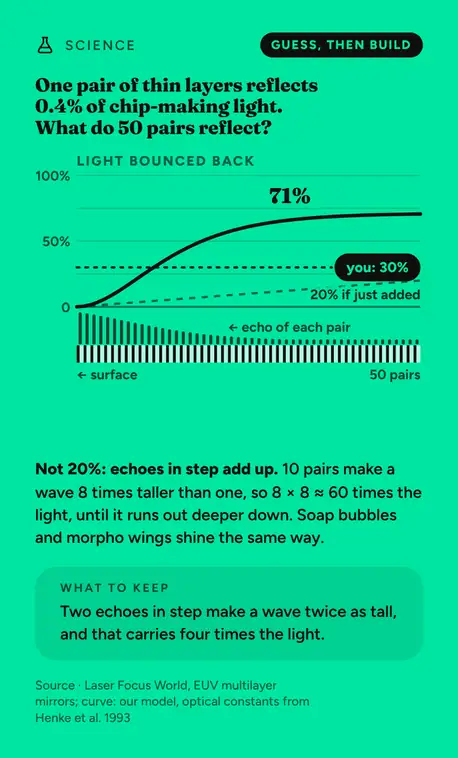 SCIENCE
GUESS, THEN BUILD
One pair of thin layers reflects
0.4% of chip-making light.
What do 50 pairs reflect?
LIGHT BOUNCED BACK
100%
71%
50%
you: 30%
20% if just added
0
← echo of each pair
← surface
50 pairs
Not 20%: echoes in step add up. 10 pairs make a
wave 8 times taller than one, so 8 × 8 ≈ 60 times the
light, until it runs out deeper down. Soap bubbles
and morpho wings shine the same way.
WHAT TO KEEP
Two echoes in step make a wave twice as tall,
and that carries four times the light.
Source · Laser Focus World, EUV multilayer
mirrors; curve: our model, optical constants from
Henke et al. 1993